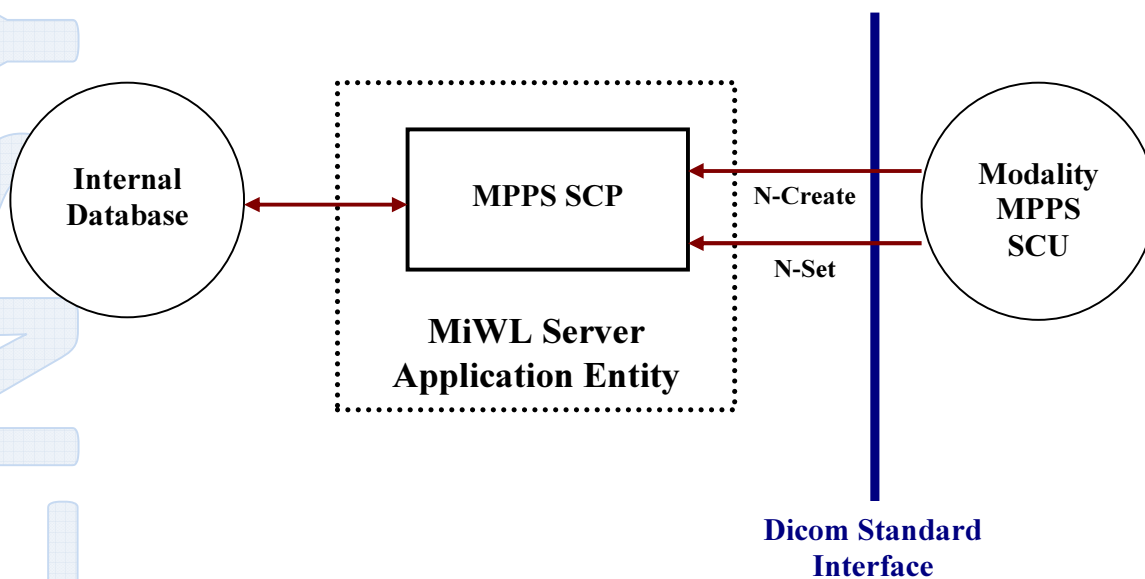 Internal
Database
MPPS SCP
N-Create
N-Set
Modality
MPPS
SCU
MiWL Server
Application Entity
Dicom Standard
Interface